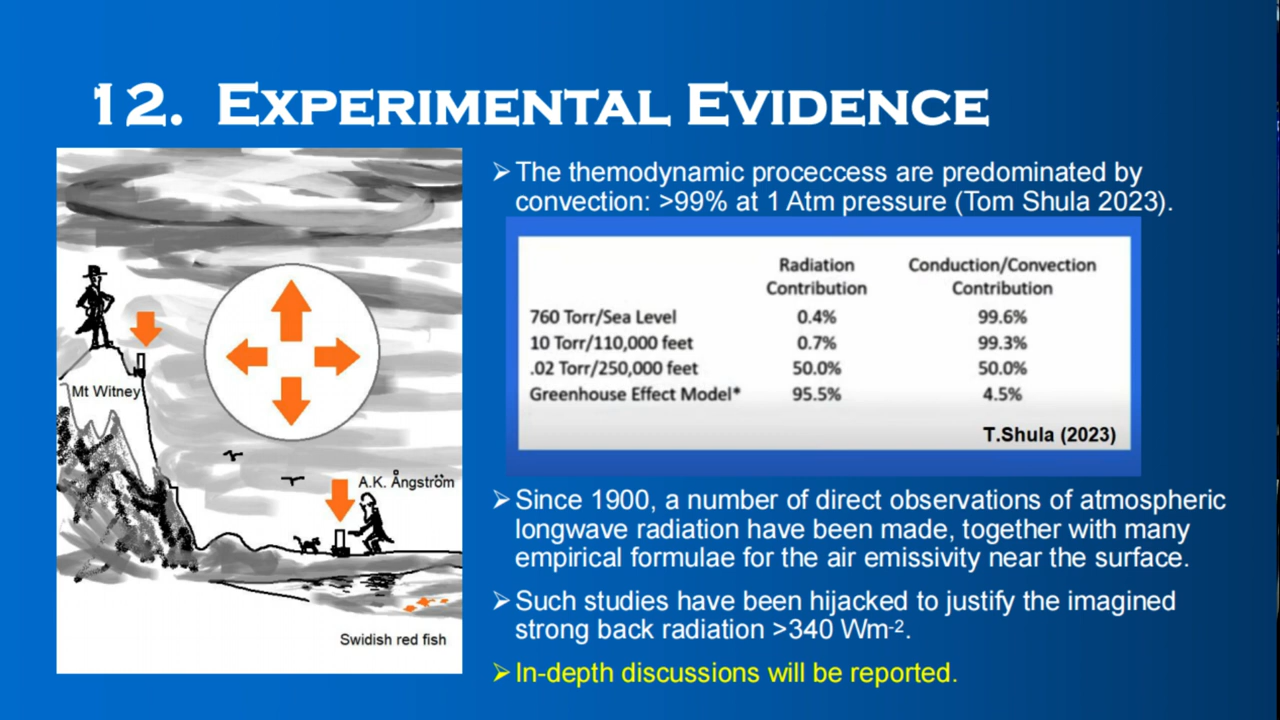 12. Experimental Evidence
➢ The themodynamic proceccess are predominated by
convection: >99% at 1 Atm pressure (Tom Shula 2023).
Radiation Conduction/Convection
Contribution Contribution
760 Torr/Sea Level 0.4% 99.6%
10 Torr/110,000 feet 0.7% 99.3%
.02 Torr/250,000 feet 50.0% 50.0%
Greenhouse Effect Model* 95.5% 4.5%
T.Shula (2023)
Mt Witney
A.K. Ångström
Swidish red fish
➢ Since 1900, a number of direct observations of atmospheric
longwave radiation have been made, together with many
empirical formulae for the air emissivity near the surface.
➢ Such studies have been hijacked to justify the imagined
strong back radiation >340 Wm-2.
➢ In-depth discussions will be reported.